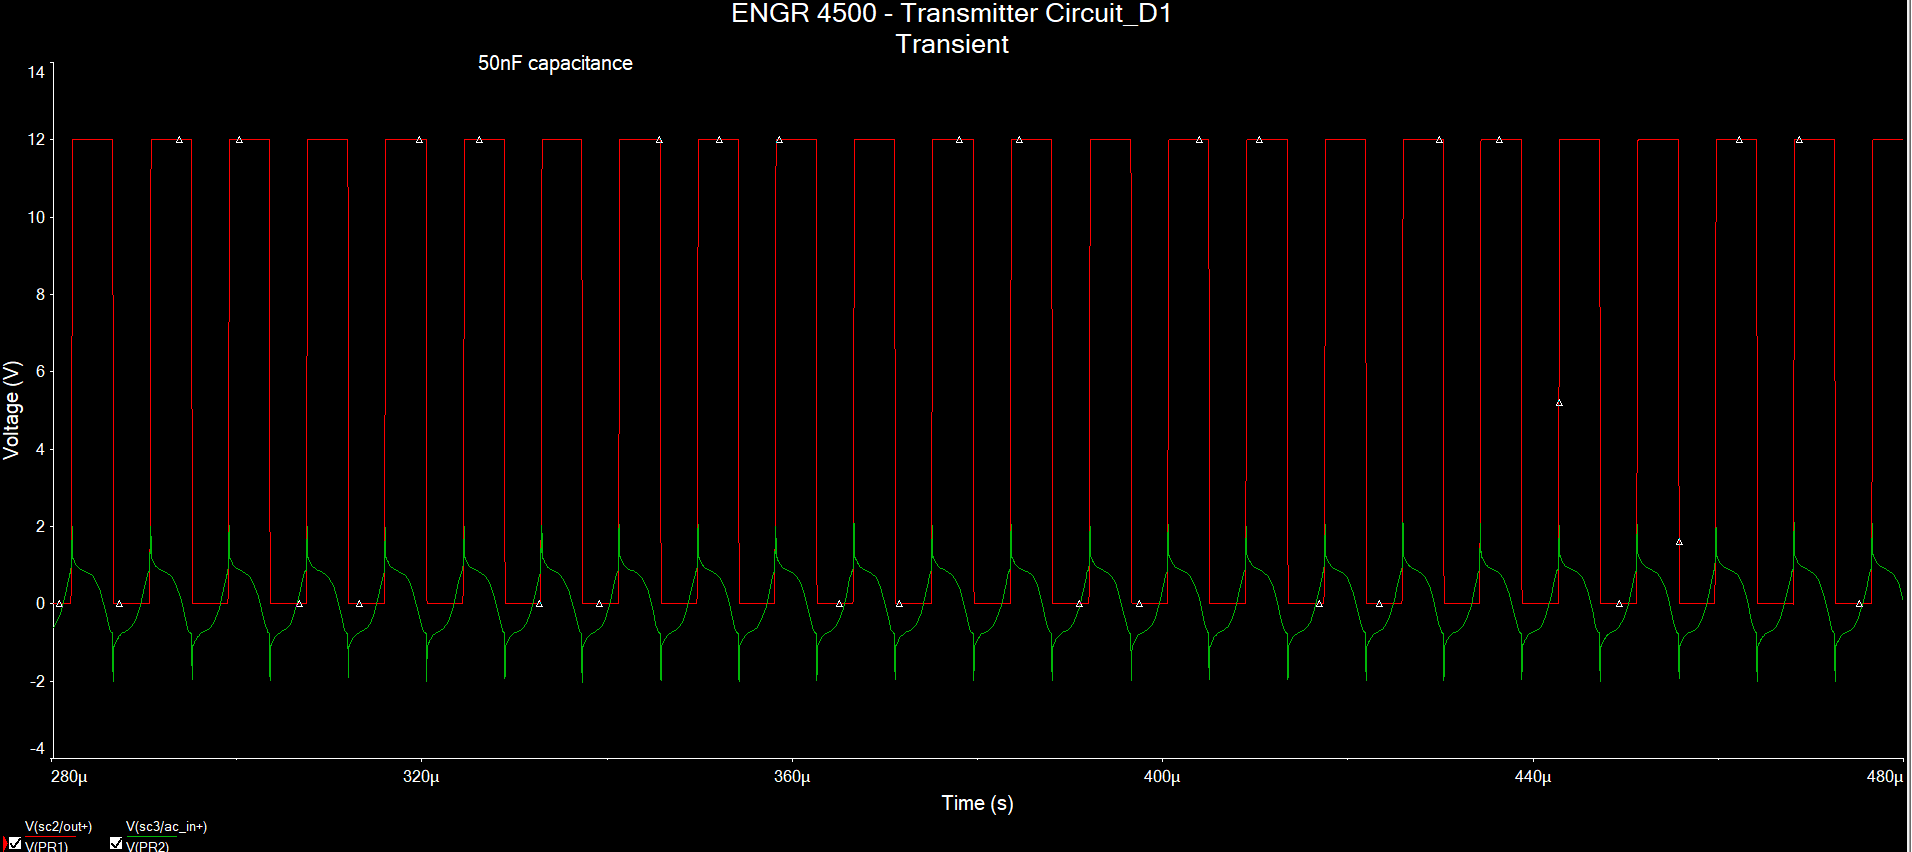 ENGR 4500 - Transmitter Circuit_D1
Transient
50nF capacitance
14
12
10
8
6
4
2
0
-2
-4
Voltage (V)
280µ
320µ
360µ
400µ
440µ
480µ
Time (s)
V(sc2/out+)
V(sc3/ac_in+)
V(PR1)
V(PR2)